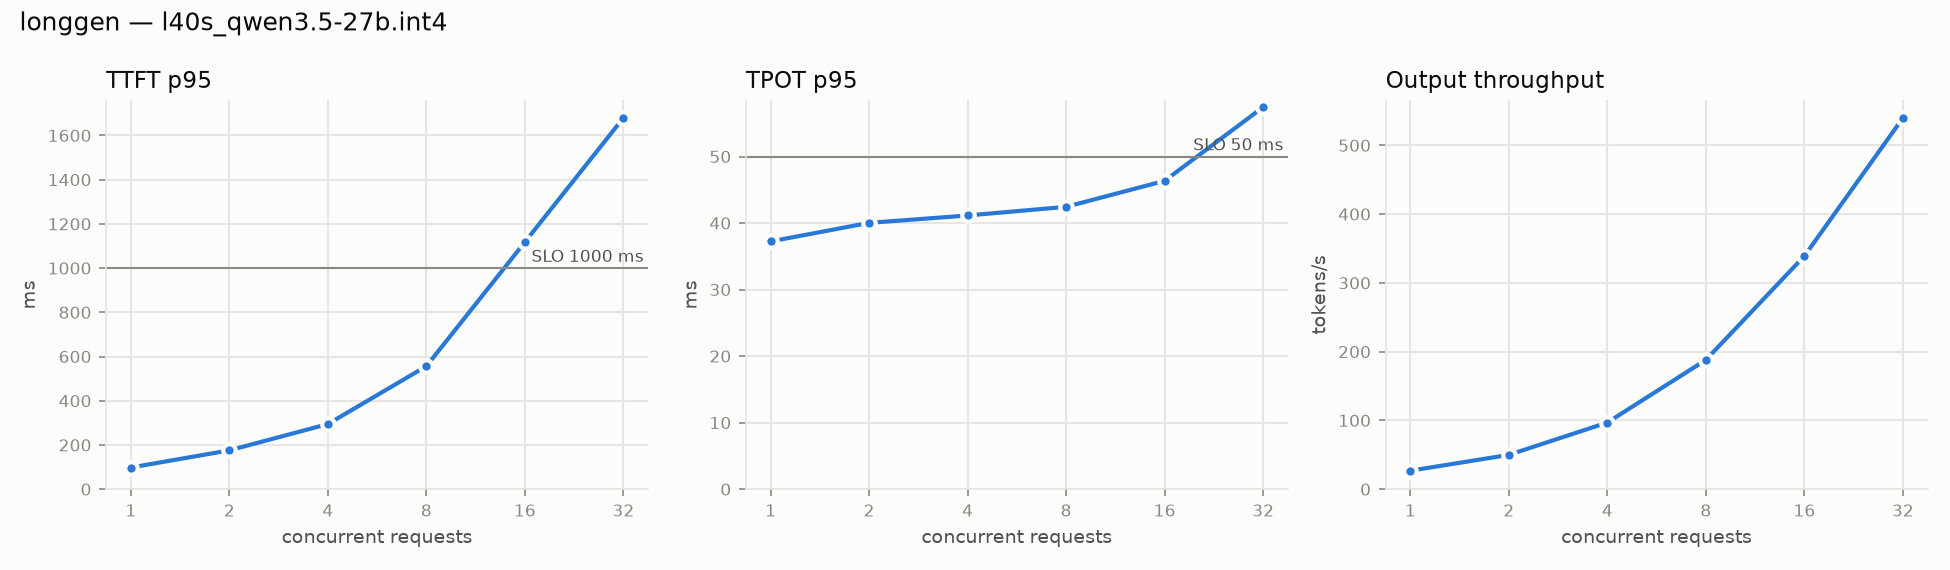 longgen — l40s_qwen3.5-27b.int4
TTFT p95
1600
1400
1200
1000
800
600
400
200
0
ms
SLO 1000 ms
1 2 4 8 16 32
concurrent requests
TPOT p95
50
40
30
20
10
0
ms
SLO 50 ms
1 2 4 8 16 32
concurrent requests
Output throughput
500
400
300
200
100
0
tokens/s
1 2 4 8 16 32
concurrent requests